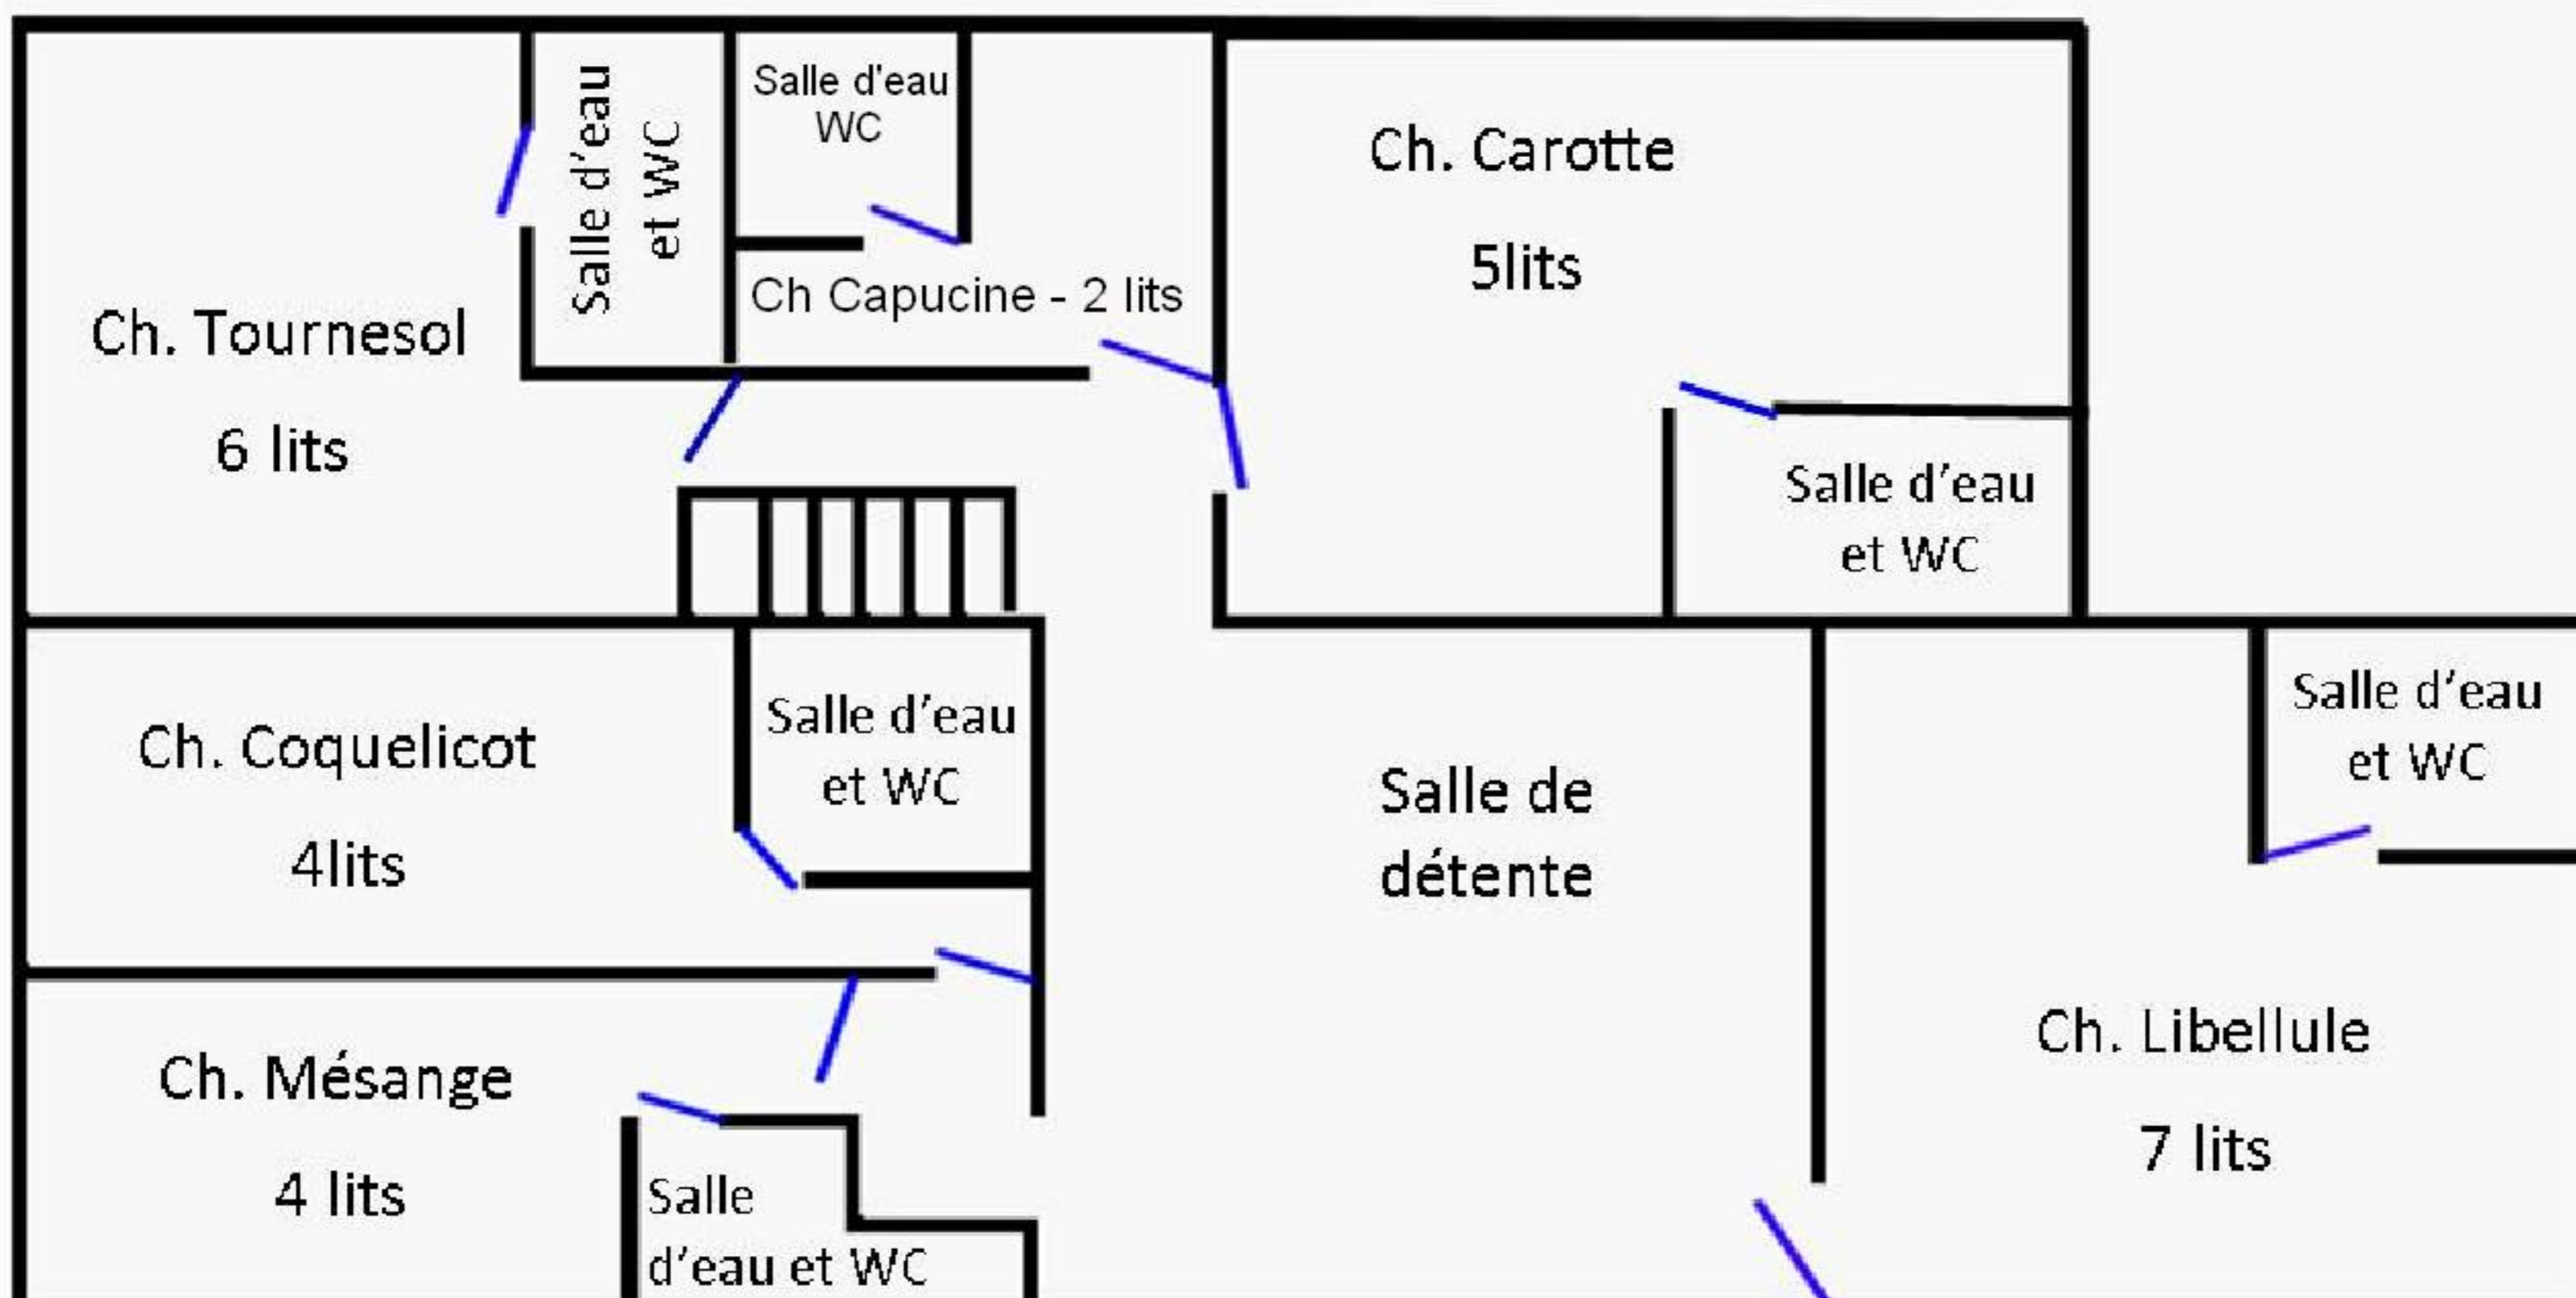 Salle d'eau
et WC
Salle d'eau
WC
Ch Capucine - 2 lits
Ch. Carotte
5lits
Ch. Tournesol
6 lits
Salle d'eau
et WC
Ch. Coquelicot
4lits
Salle d'eau
et WC
Salle de
détente
Salle d'eau
et WC
Ch. Libellule
7 lits
Ch. Mésange
4 lits
Salle
d'eau et WC